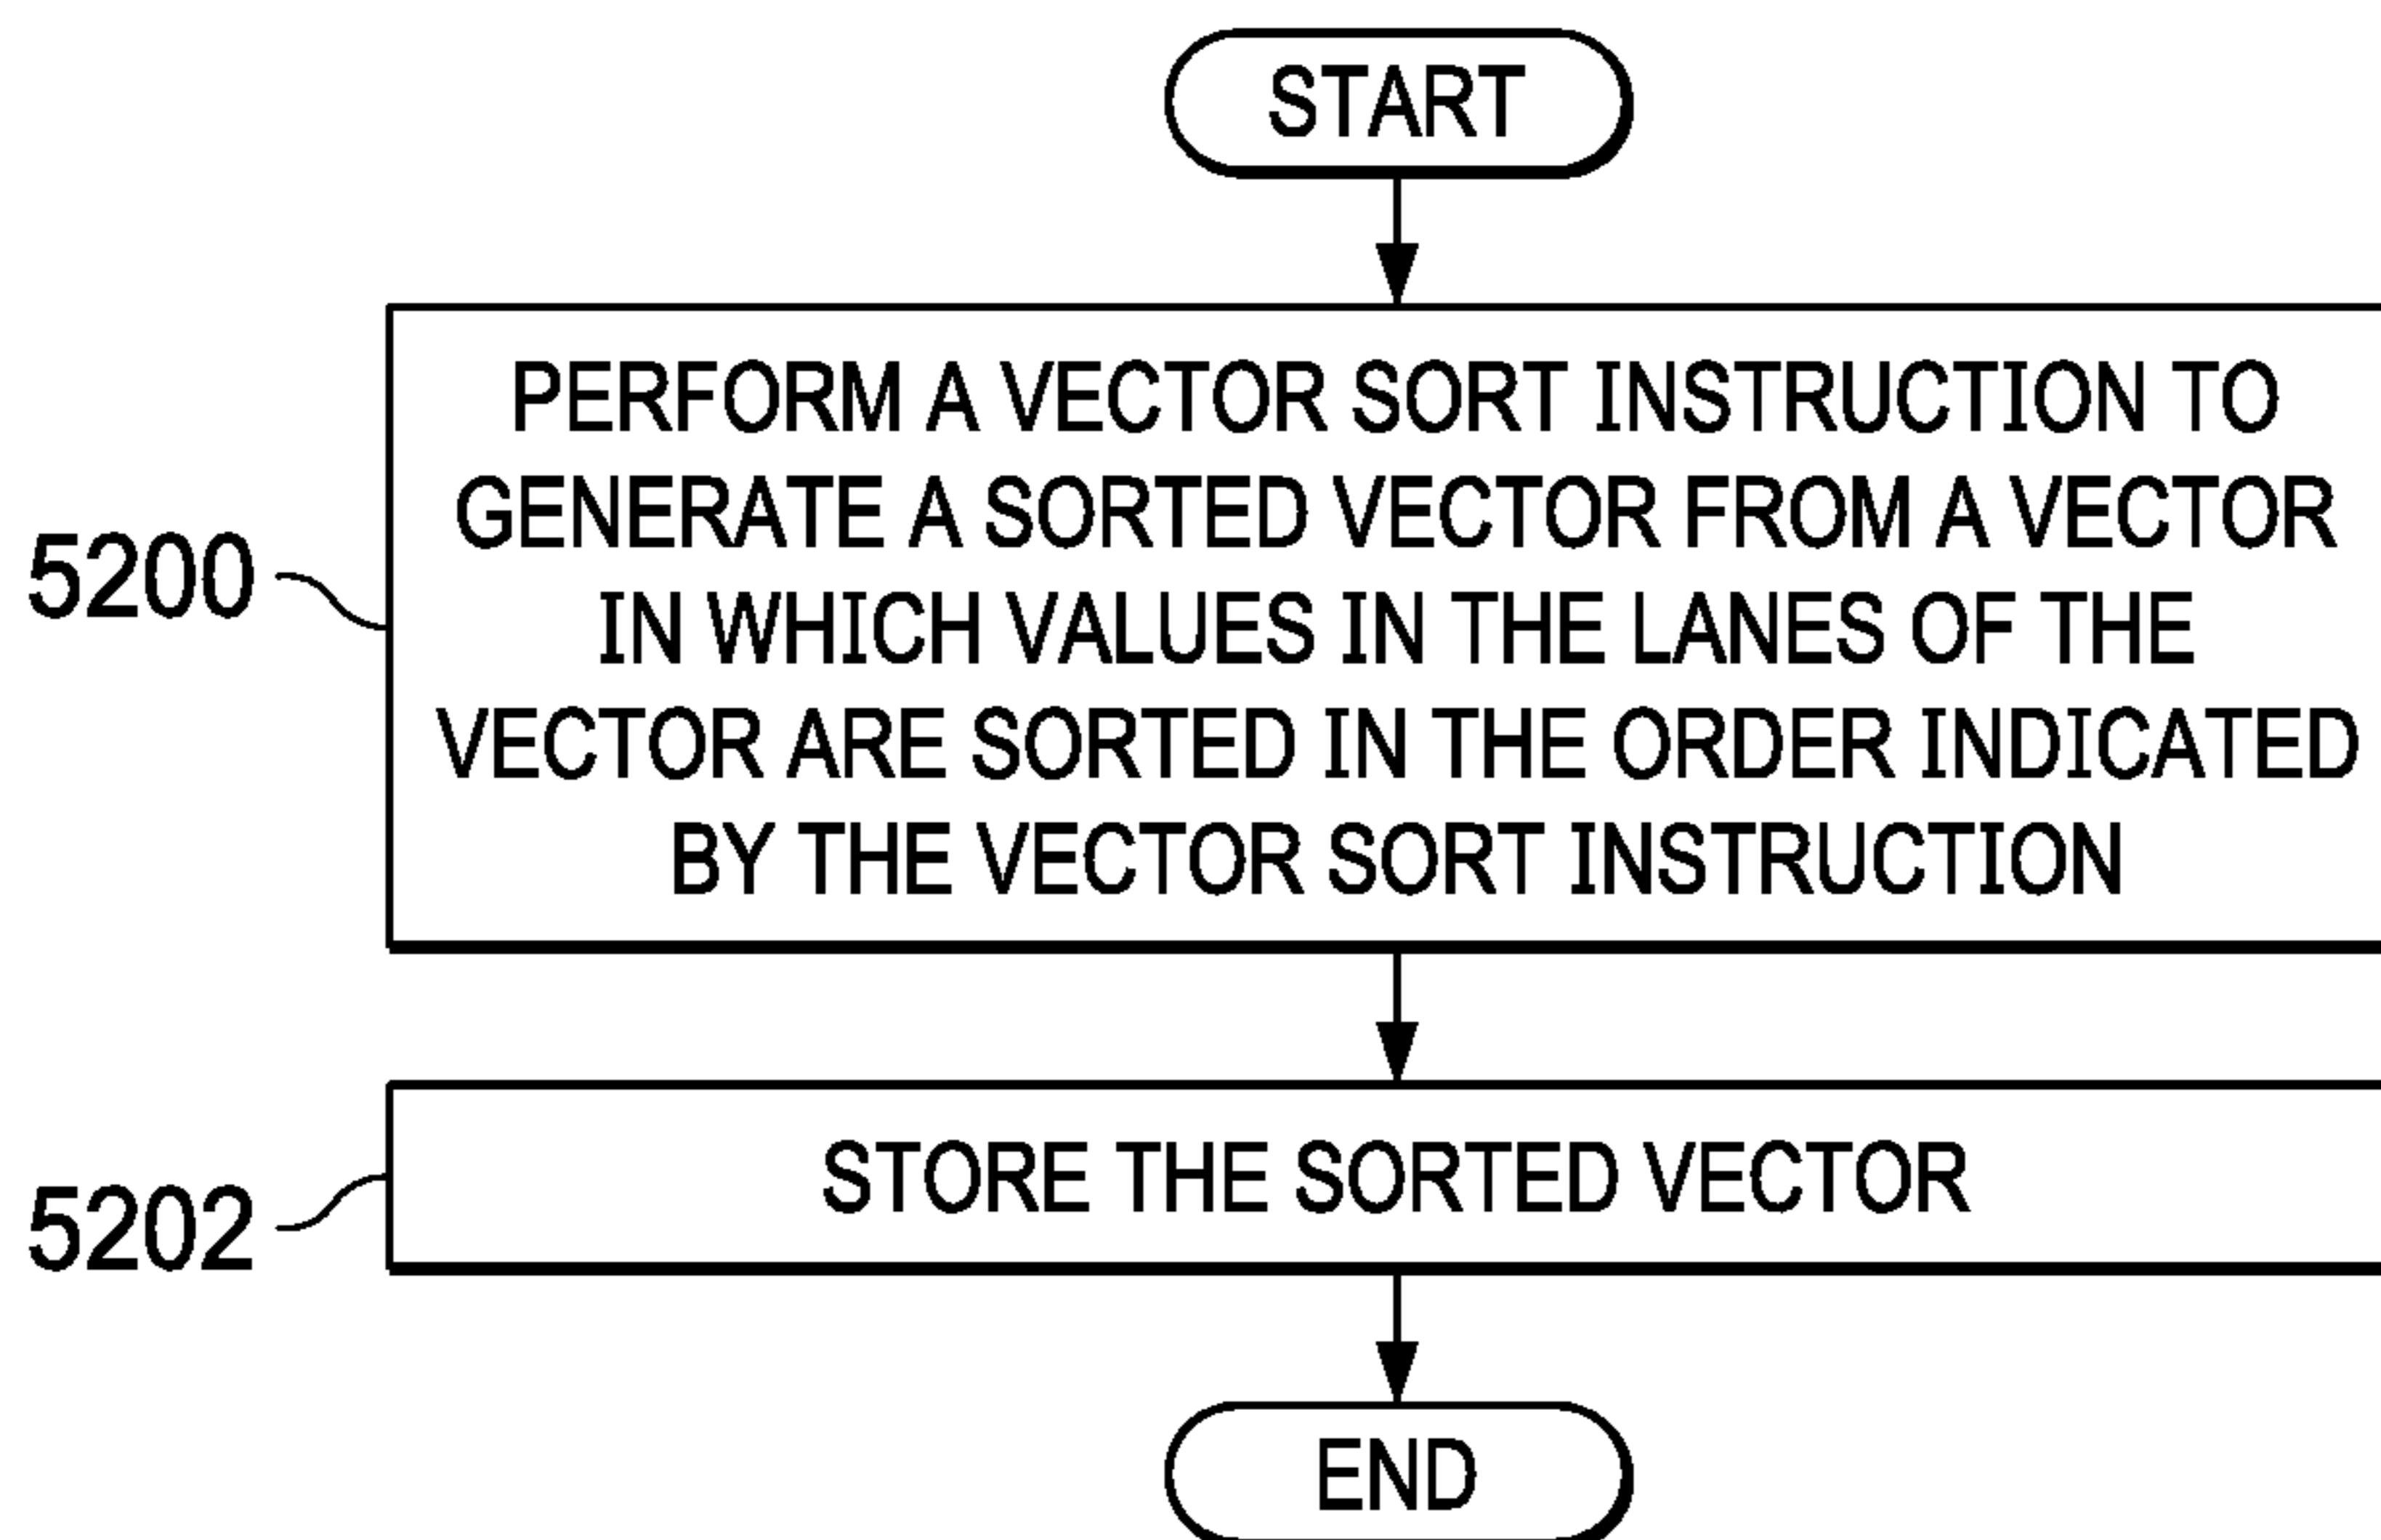 START
PERFORM A VECTOR SORT INSTRUCTION TO
GENERATE A SORTED VECTOR FROM A VECTOR
5200
IN WHICH VALUES IN THE LANES OF THE
VECTOR ARE SORTED IN THE ORDER INDICATED
BY THE VECTOR SORT INSTRUCTION
5202
STORE THE SORTED VECTOR
END